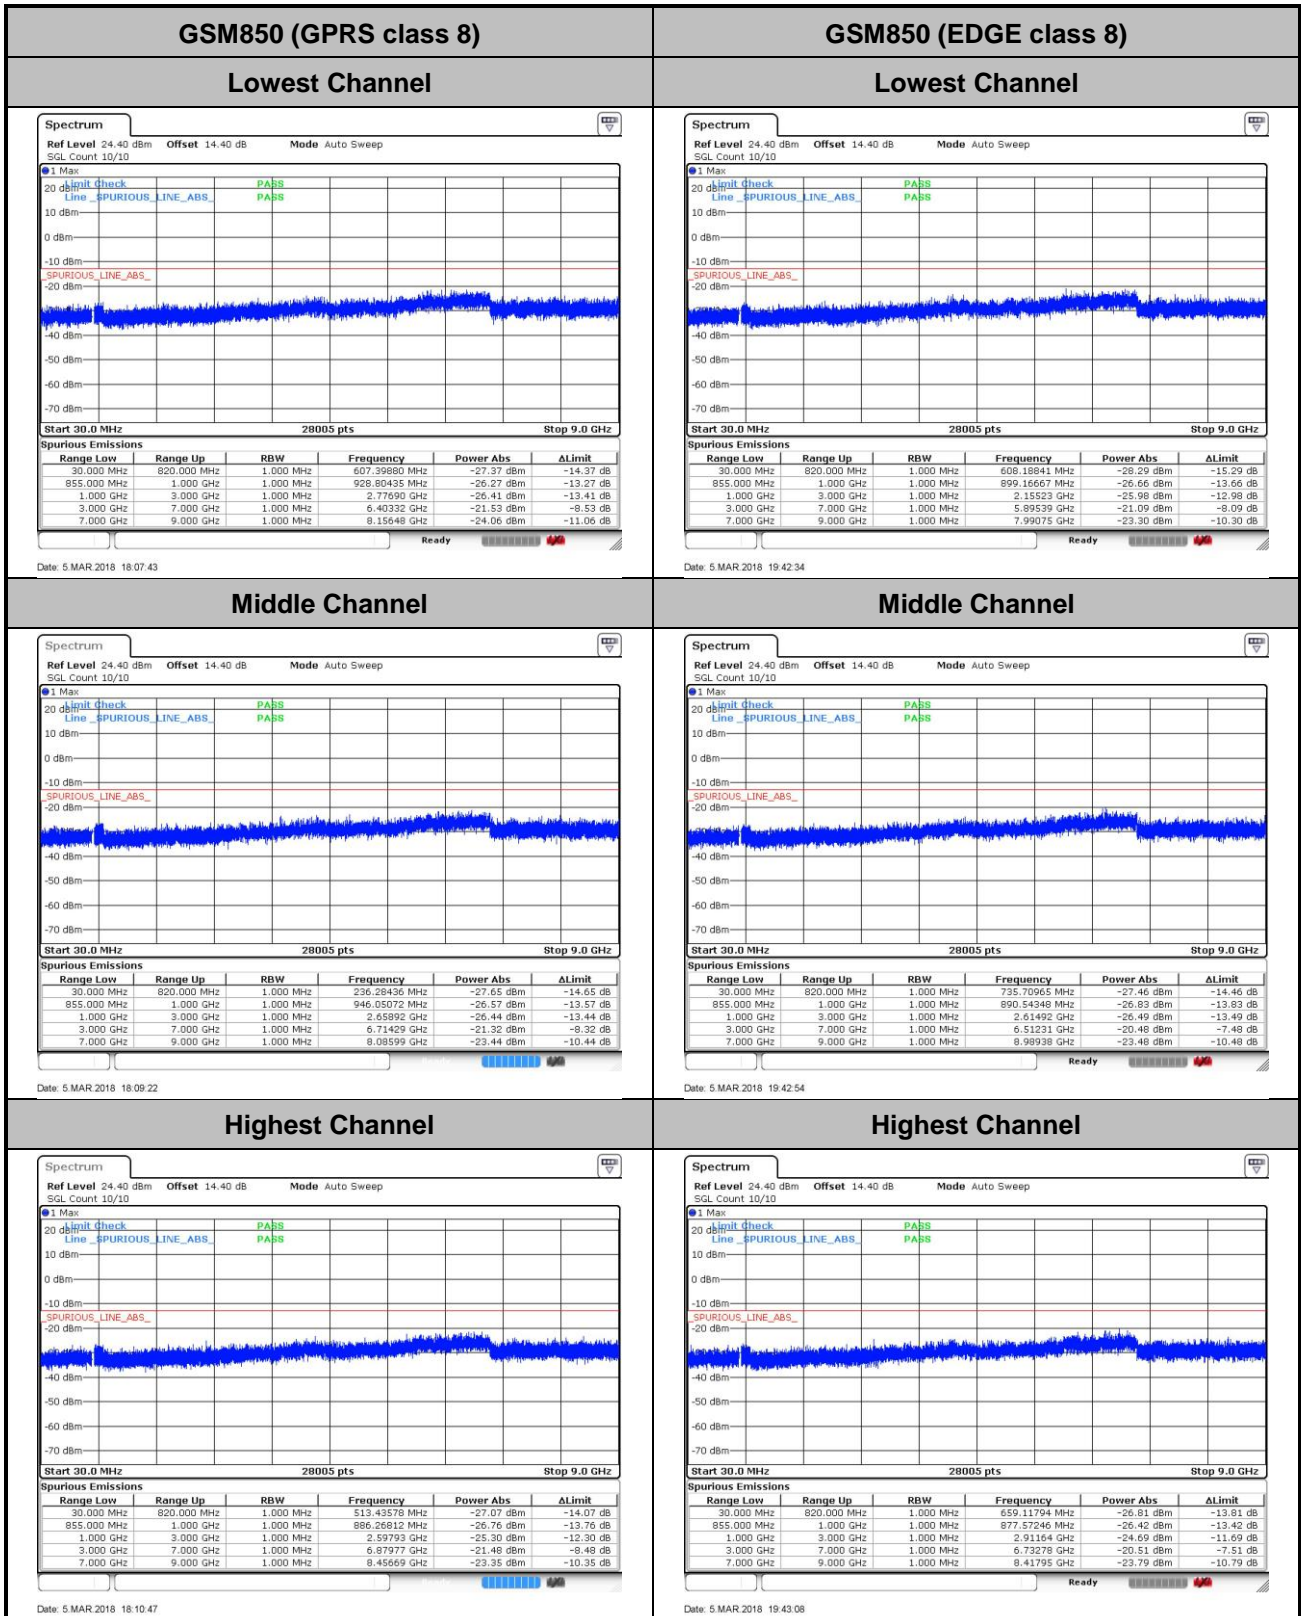 GSM850 (GPRS class 8) GSM850 (EDGE class 8)
Lowest Channel Lowest Channel
Spectrum
Ref Level 24.40 dBm Offset 14.40 dB Mode Auto Sweep
SGL Count 10/10
1 Max
20 dBm Limit Check PASS
Line _SPURIOUS_LINE_ABS_ PASS
10 dBm
0 dBm
-10 dBm
_SPURIOUS_LINE_ABS_
-20 dBm
-40 dBm
-50 dBm
-60 dBm
-70 dBm
Start 30.0 MHz 28005 pts Stop 9.0 GHz
Spurious Emissions
Range Low Range Up RBW Frequency Power Abs ΔLimit
30.000 MHz 820.000 MHz 1.000 MHz 607.39880 MHz -27.37 dBm -14.37 dB
855.000 MHz 1.000 GHz 1.000 MHz 928.80435 MHz -26.27 dBm -13.27 dB
1.000 GHz 3.000 GHz 1.000 MHz 2.77690 GHz -26.41 dBm -13.41 dB
3.000 GHz 7.000 GHz 1.000 MHz 6.40332 GHz -21.53 dBm -8.53 dB
7.000 GHz 9.000 GHz 1.000 MHz 8.15648 GHz -24.06 dBm -11.06 dB
Ready
Date: 5.MAR.2018 18:07:43
Spectrum
Ref Level 24.40 dBm Offset 14.40 dB Mode Auto Sweep
SGL Count 10/10
1 Max
20 dBm Limit Check PASS
Line _SPURIOUS_LINE_ABS_ PASS
10 dBm
0 dBm
-10 dBm
_SPURIOUS_LINE_ABS_
-20 dBm
-40 dBm
-50 dBm
-60 dBm
-70 dBm
Start 30.0 MHz 28005 pts Stop 9.0 GHz
Spurious Emissions
Range Low Range Up RBW Frequency Power Abs ΔLimit
30.000 MHz 820.000 MHz 1.000 MHz 608.18841 MHz -28.29 dBm -15.29 dB
855.000 MHz 1.000 GHz 1.000 MHz 899.16667 MHz -26.66 dBm -13.66 dB
1.000 GHz 3.000 GHz 1.000 MHz 2.15523 GHz -25.98 dBm -12.98 dB
3.000 GHz 7.000 GHz 1.000 MHz 5.89539 GHz -21.09 dBm -8.09 dB
7.000 GHz 9.000 GHz 1.000 MHz 7.99075 GHz -23.30 dBm -10.30 dB
Ready
Date: 5.MAR.2018 19:42:34
Middle Channel Middle Channel
Spectrum
Ref Level 24.40 dBm Offset 14.40 dB Mode Auto Sweep
SGL Count 10/10
1 Max
20 dBm Limit Check PASS
Line _SPURIOUS_LINE_ABS_ PASS
10 dBm
0 dBm
-10 dBm
_SPURIOUS_LINE_ABS_
-20 dBm
-40 dBm
-50 dBm
-60 dBm
-70 dBm
Start 30.0 MHz 28005 pts Stop 9.0 GHz
Spurious Emissions
Range Low Range Up RBW Frequency Power Abs ΔLimit
30.000 MHz 820.000 MHz 1.000 MHz 236.28436 MHz -27.65 dBm -14.65 dB
855.000 MHz 1.000 GHz 1.000 MHz 946.05072 MHz -26.57 dBm -13.57 dB
1.000 GHz 3.000 GHz 1.000 MHz 2.65892 GHz -26.44 dBm -13.44 dB
3.000 GHz 7.000 GHz 1.000 MHz 6.71429 GHz -21.32 dBm -8.32 dB
7.000 GHz 9.000 GHz 1.000 MHz 8.08599 GHz -23.44 dBm -10.44 dB
Date: 5.MAR.2018 18:09:22
Spectrum
Ref Level 24.40 dBm Offset 14.40 dB Mode Auto Sweep
SGL Count 10/10
1 Max
20 dBm Limit Check PASS
Line _SPURIOUS_LINE_ABS_ PASS
10 dBm
0 dBm
-10 dBm
_SPURIOUS_LINE_ABS_
-20 dBm
-40 dBm
-50 dBm
-60 dBm
-70 dBm
Start 30.0 MHz 28005 pts Stop 9.0 GHz
Spurious Emissions
Range Low Range Up RBW Frequency Power Abs ΔLimit
30.000 MHz 820.000 MHz 1.000 MHz 735.70965 MHz -27.46 dBm -14.46 dB
855.000 MHz 1.000 GHz 1.000 MHz 890.54348 MHz -26.83 dBm -13.83 dB
1.000 GHz 3.000 GHz 1.000 MHz 2.61492 GHz -26.49 dBm -13.49 dB
3.000 GHz 7.000 GHz 1.000 MHz 6.51231 GHz -20.48 dBm -7.48 dB
7.000 GHz 9.000 GHz 1.000 MHz 8.98938 GHz -23.48 dBm -10.48 dB
Ready
Date: 5.MAR.2018 19:42:54
Highest Channel Highest Channel
Spectrum
Ref Level 24.40 dBm Offset 14.40 dB Mode Auto Sweep
SGL Count 10/10
1 Max
20 dBm Limit Check PASS
Line _SPURIOUS_LINE_ABS_ PASS
10 dBm
0 dBm
-10 dBm
_SPURIOUS_LINE_ABS_
-20 dBm
-40 dBm
-50 dBm
-60 dBm
-70 dBm
Start 30.0 MHz 28005 pts Stop 9.0 GHz
Spurious Emissions
Range Low Range Up RBW Frequency Power Abs ΔLimit
30.000 MHz 820.000 MHz 1.000 MHz 513.43578 MHz -27.07 dBm -14.07 dB
855.000 MHz 1.000 GHz 1.000 MHz 886.26812 MHz -26.76 dBm -13.76 dB
1.000 GHz 3.000 GHz 1.000 MHz 2.59793 GHz -25.30 dBm -12.30 dB
3.000 GHz 7.000 GHz 1.000 MHz 6.87977 GHz -21.48 dBm -8.48 dB
7.000 GHz 9.000 GHz 1.000 MHz 8.45669 GHz -23.35 dBm -10.35 dB
Date: 5.MAR.2018 18:10:47
Spectrum
Ref Level 24.40 dBm Offset 14.40 dB Mode Auto Sweep
SGL Count 10/10
1 Max
20 dBm Limit Check PASS
Line _SPURIOUS_LINE_ABS_ PASS
10 dBm
0 dBm
-10 dBm
_SPURIOUS_LINE_ABS_
-20 dBm
-40 dBm
-50 dBm
-60 dBm
-70 dBm
Start 30.0 MHz 28005 pts Stop 9.0 GHz
Spurious Emissions
Range Low Range Up RBW Frequency Power Abs ΔLimit
30.000 MHz 820.000 MHz 1.000 MHz 659.11794 MHz -26.81 dBm -13.81 dB
855.000 MHz 1.000 GHz 1.000 MHz 877.57246 MHz -26.42 dBm -13.42 dB
1.000 GHz 3.000 GHz 1.000 MHz 2.91164 GHz -24.69 dBm -11.69 dB
3.000 GHz 7.000 GHz 1.000 MHz 6.73278 GHz -20.51 dBm -7.51 dB
7.000 GHz 9.000 GHz 1.000 MHz 8.41795 GHz -23.79 dBm -10.79 dB
Ready
Date: 5.MAR.2018 19:43:08